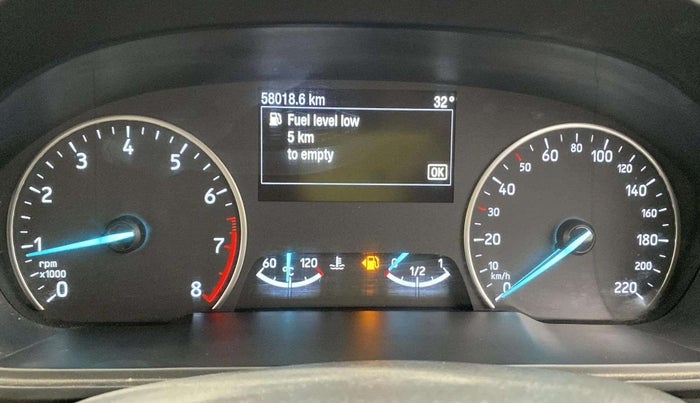 58018.6 km 32°
Fuel level low
5 km
to empty
OK
0 1 2 3 4 5 6 7 8
rpm
x1000
60 °C 120
0 1/2 1
0 10 20 30 40 50 60 80 100 120 140 160 180 200 220
km/h